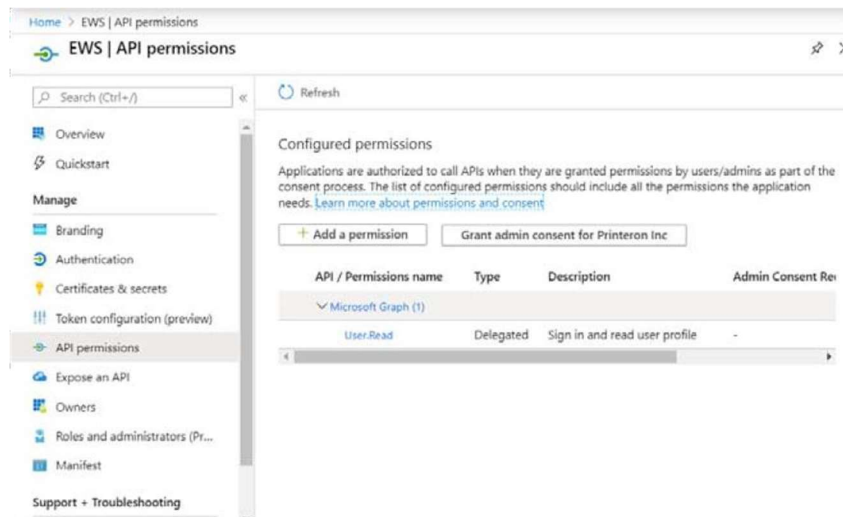 Home > EWS | API permissions
EWS | API permissions
Search (Ctrl+/)
Refresh
Overview
Quickstart
Manage
Branding
Authentication
Certificates & secrets
Token configuration (preview)
API permissions
Expose an API
Owners
Roles and administrators (Pr...
Manifest
Support + Troubleshooting
Configured permissions
Applications are authorized to call APIs when they are granted permissions by users/admins as part of the
consent process. The list of configured permissions should include all the permissions the application
needs. Learn more about permissions and consent
+ Add a permission
Grant admin consent for Printeron Inc
API / Permissions name Type Description Admin Consent Re
Microsoft Graph (1)
User.Read Delegated Sign in and read user profile -